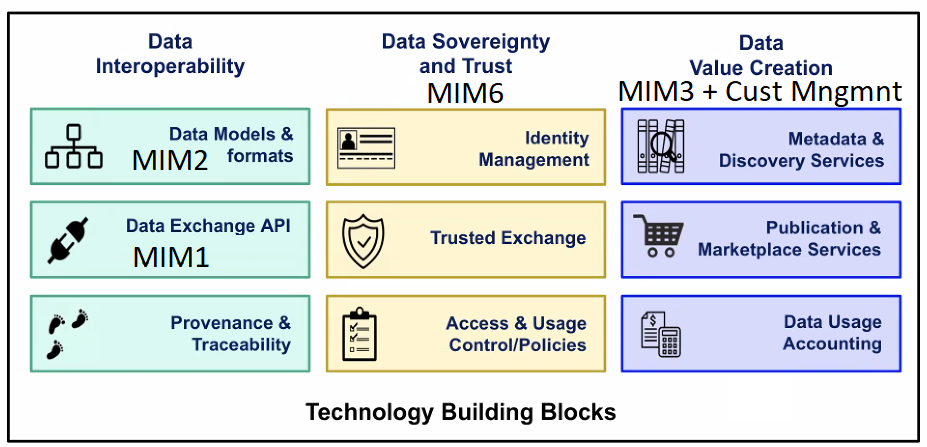 Data
Interoperability
Data Sovereignty
and Trust
MIM6
Data
Value Creation
MIM3 + Cust Mngmnt
Data Models &
formats
MIM2
Identity
Management
Metadata &
Discovery Services
Data Exchange API
MIM1
Trusted Exchange
Publication &
Marketplace Services
Provenance &
Traceability
Access & Usage
Control/Policies
$
Data Usage
Accounting
Technology Building Blocks